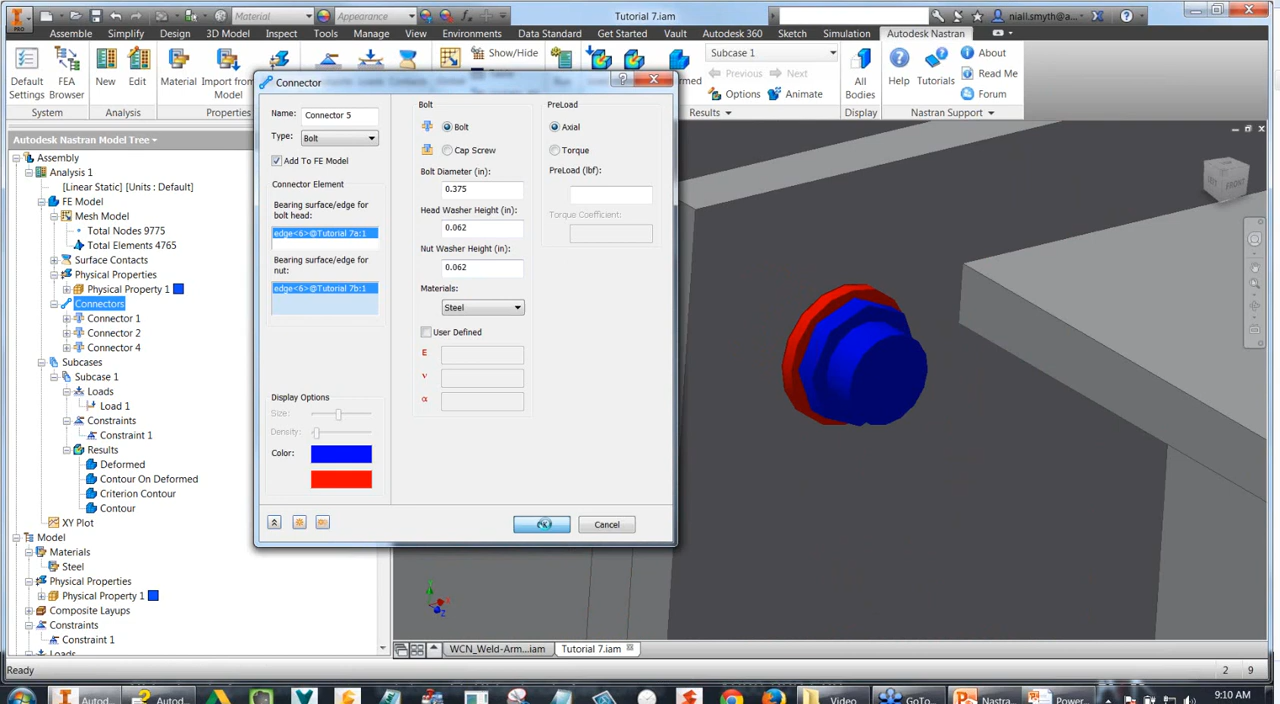 Material
Appearance
Tutorial 7.iam
niall.smyth@a...
PRO
Assembly Simplify Design 3D Model Inspect Tools Manage View Environments Data Standard Get Started Vault Autodesk 360 Sketch Simulation Autodesk Nastran
Default Settings
FEA Browser
System
New
Edit
Analysis
Material
Import from Model
Properties
Show/Hide
Subcase 1
Previous Next
Options Animate
Results
All Bodies
Display
Help
Tutorials
About
Read Me
Forum
Nastran Support
Autodesk Nastran Model Tree
Assembly
Analysis 1
[Linear Static] [Units : Default]
FE Model
Mesh Model
Total Nodes 9775
Total Elements 4765
Surface Contacts
Physical Properties
Physical Property 1
Connectors
Connector 1
Connector 2
Connector 4
Subcases
Subcase 1
Loads
Load 1
Constraints
Constraint 1
Results
Deformed
Contour On Deformed
Criterion Contour
Contour
XY Plot
Model
Materials
Steel
Physical Properties
Physical Property 1
Composite Layups
Constraints
Constraint 1
Loads
Connector
Name: Connector 5
Type: Bolt
Add To FE Model
Connector Element
Bearing surface/edge for bolt head:
edge<6>@Tutorial 7a:1
Bearing surface/edge for nut:
edge<6>@Tutorial 7b:1
Display Options
Size:
Density:
Color:
Bolt
Bolt
Cap Screw
Bolt Diameter (in):
0.375
Head Washer Height (in):
0.062
Nut Washer Height (in):
0.062
Materials:
Steel
User Defined
E
ν
α
PreLoad
Axial
Torque
PreLoad (lbf):
Torque Coefficient:
OK
Cancel
FRONT
WCN_Weld-Arm...iam
Tutorial 7.iam
Ready
2 9
Autod...
Autod...
Video
GoTo...
Nastra...
Power...
9:10 AM